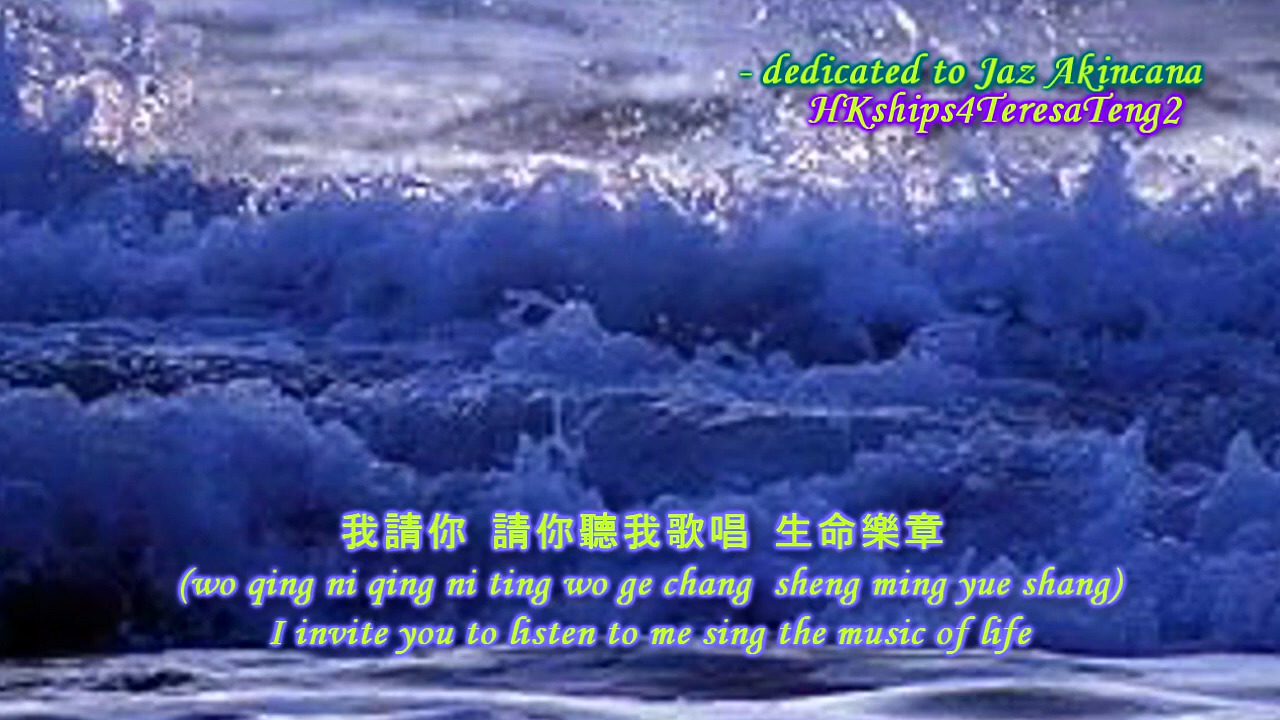 - dedicated to Jaz Akincana
HKships4TeresaTeng2
我請你 請你聽我歌唱 生命樂章
(wo qing ni qing ni ting wo ge chang sheng ming yue shang)
I invite you to listen to me sing the music of life